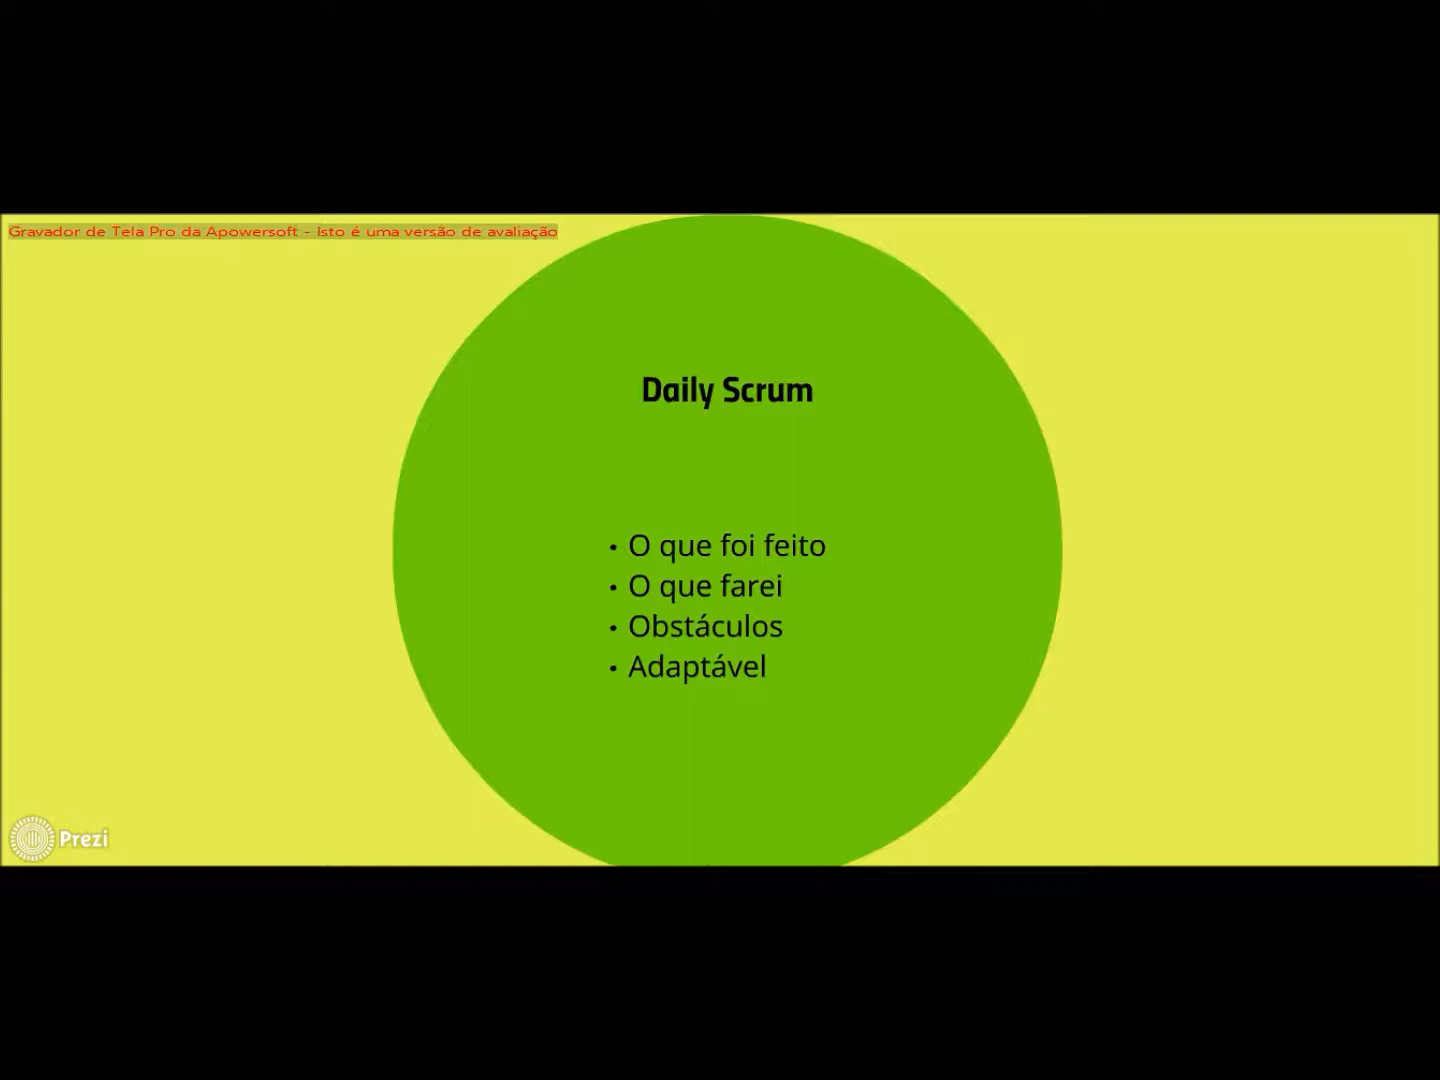 Gravador de Tela Pro da Apowersoft - Isto é uma versão de avaliação
Daily Scrum
• O que foi feito
• O que farei
• Obstáculos
• Adaptável
Prezi